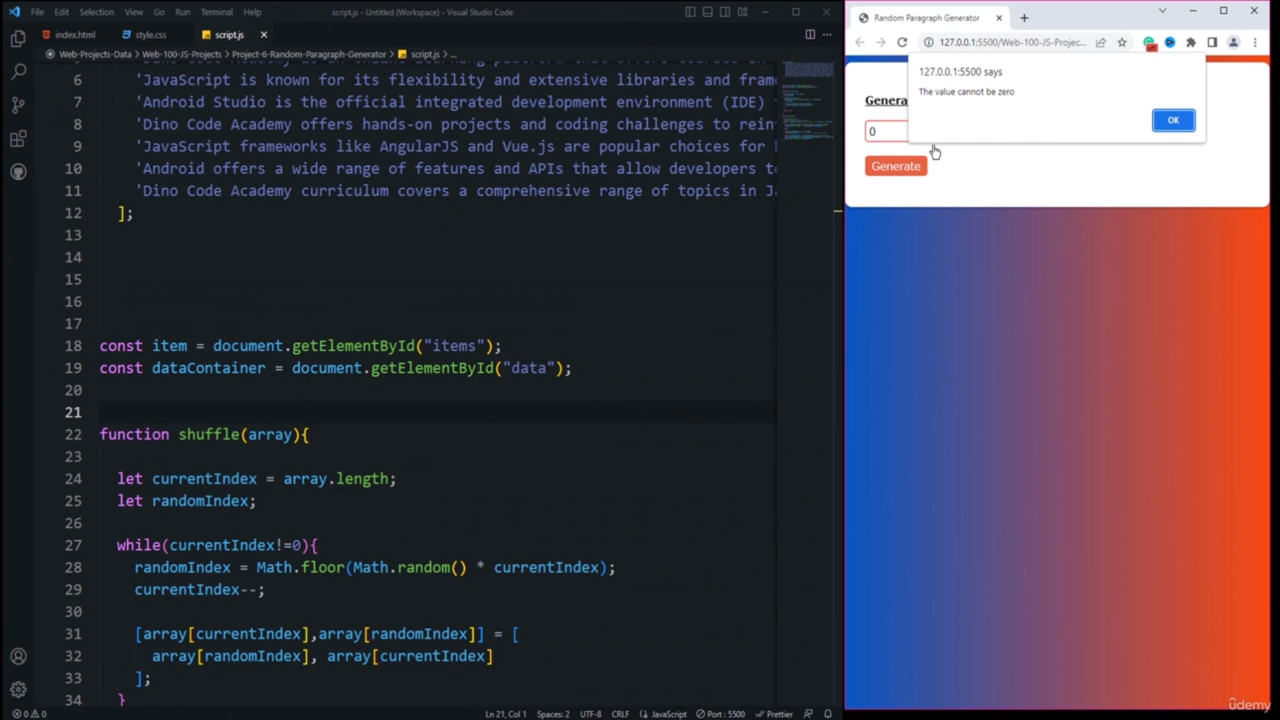 File Edit Selection View Go Run Terminal Help script.js - Untitled (Workspace) - Visual Studio Code
index.html style.css script.js
Web-Projects-Data > Web-100-JS-Projects > Project-6-Random-Paragraph-Generator > script.js > ...
6 'JavaScript is known for its flexibility and extensive libraries and fram
7 'Android Studio is the official integrated development environment (IDE)
8 'Dino Code Academy offers hands-on projects and coding challenges to rein
9 'JavaScript frameworks like AngularJS and Vue.js are popular choices for
10 'Android offers a wide range of features and APIs that allow developers to
11 'Dino Code Academy curriculum covers a comprehensive range of topics in Ja
12 ];
13
14
15
16
17
18 const item = document.getElementById("items");
19 const dataContainer = document.getElementById("data");
20
21
22 function shuffle(array){
23
24 let currentIndex = array.length;
25 let randomIndex;
26
27 while(currentIndex!=0){
28 randomIndex = Math.floor(Math.random() * currentIndex);
29 currentIndex--;
30
31 [array[currentIndex],array[randomIndex]] = [
32 array[randomIndex], array[currentIndex]
33 ];
34 }
0 0 Ln 21, Col 1 Spaces: 2 UTF-8 CRLF JavaScript Port : 5500 Prettier
Random Paragraph Generator
127.0.0.1:5500/Web-100-JS-Projec...
127.0.0.1:5500 says
The value cannot be zero
OK
Genera
0
Generate
ûdemy